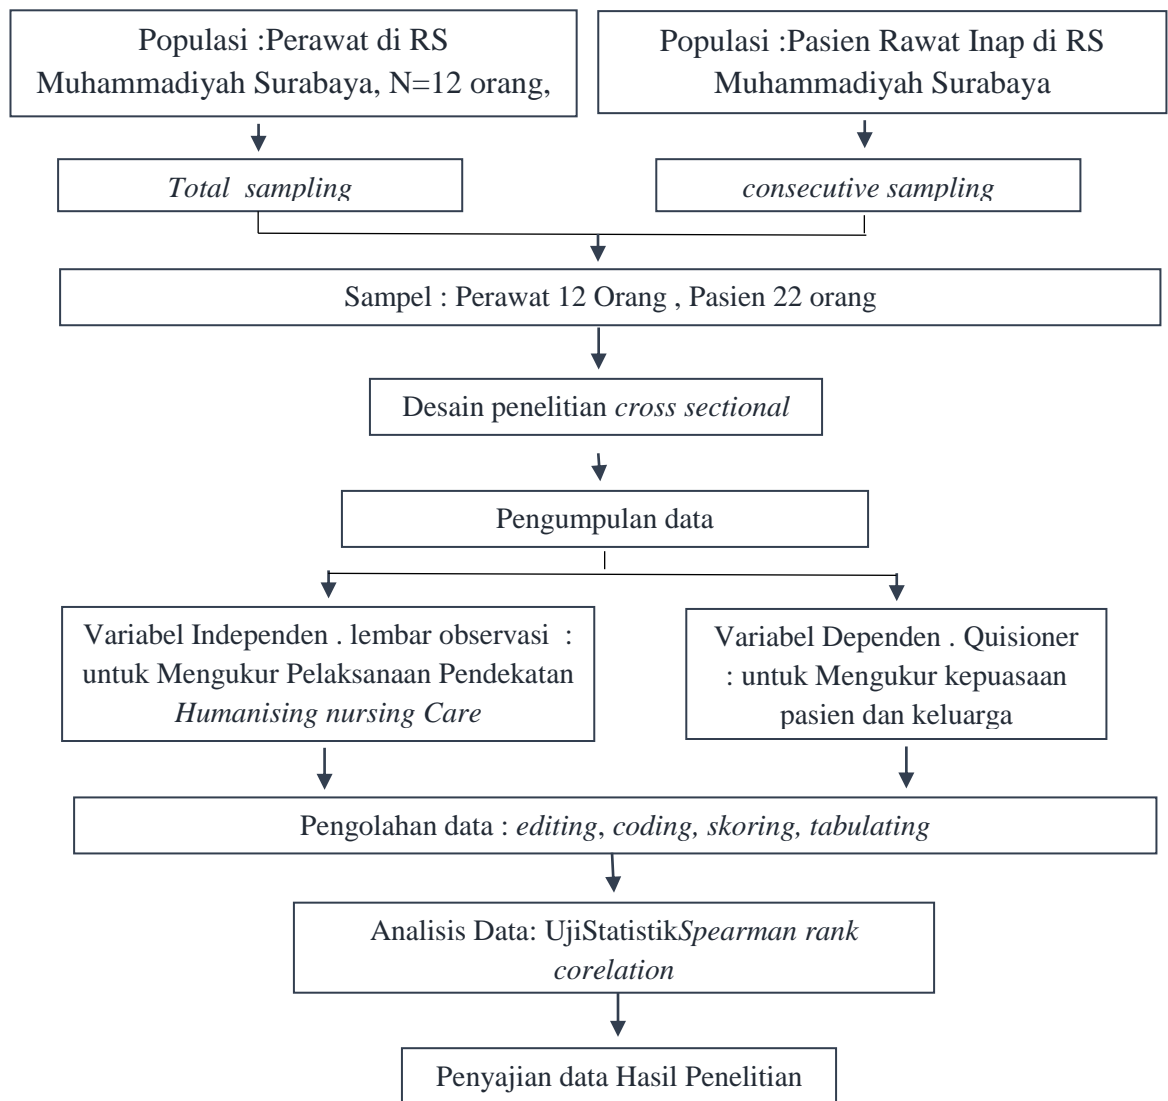 Populasi :Perawat di RS
Muhammadiyah Surabaya, N=12 orang,
Populasi :Pasien Rawat Inap di RS
Muhammadiyah Surabaya
Total sampling
consecutive sampling
Sampel : Perawat 12 Orang , Pasien 22 orang
Desain penelitian cross sectional
Pengumpulan data
Variabel Independen . lembar observasi :
untuk Mengukur Pelaksanaan Pendekatan
Humanising nursing Care
Variabel Dependen . Quisioner
: untuk Mengukur kepuasaan
pasien dan keluarga
Pengolahan data : editing, coding, skoring, tabulating
Analisis Data: UjiStatistikSpearman rank
corelation
Penyajian data Hasil Penelitian